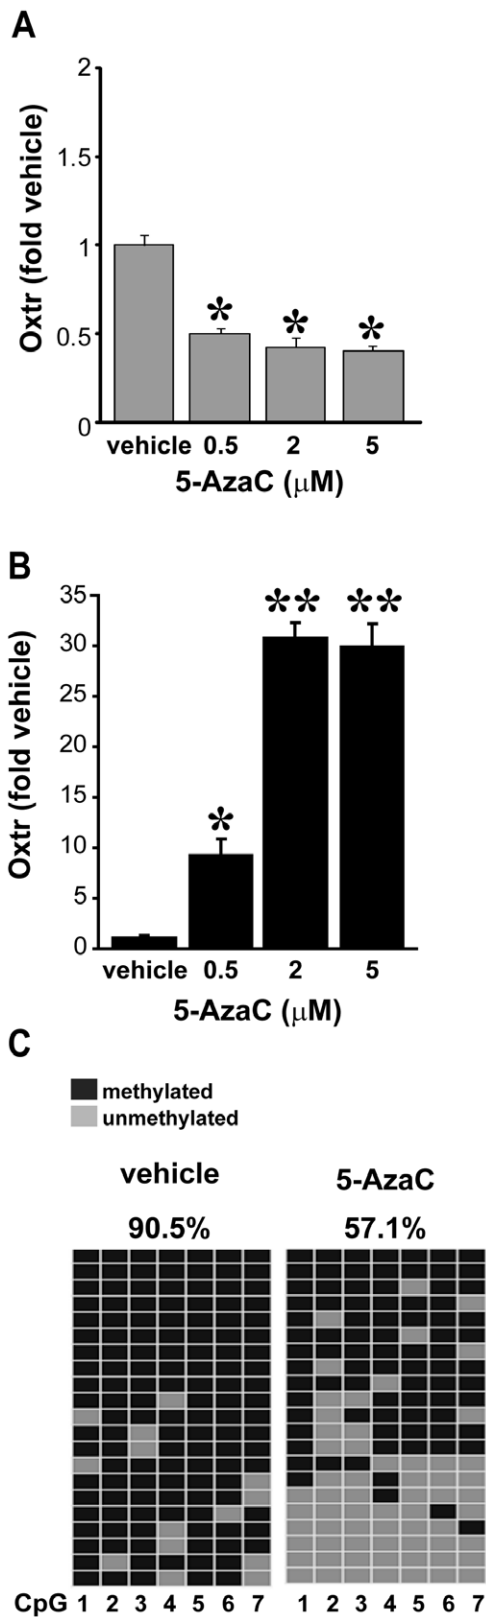 A
Oxtr (fold vehicle)
2
1.5
1
0.5
0
* * *
vehicle 0.5 2 5
5-AzaC (μM)
B
Oxtr (fold vehicle)
35
30
25
20
15
10
5
0
* ** **
vehicle 0.5 2 5
5-AzaC (μM)
C
methylated
unmethylated
vehicle 5-AzaC
90.5% 57.1%
CpG 1 2 3 4 5 6 7 1 2 3 4 5 6 7